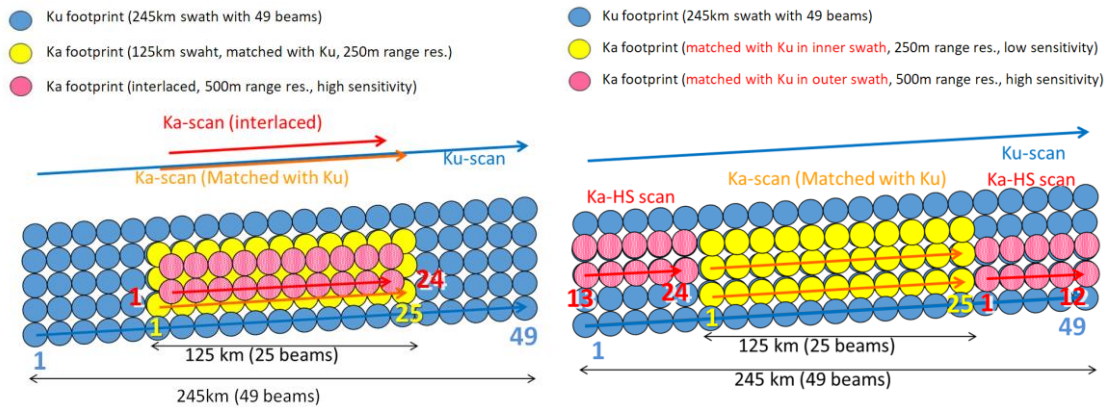 Ku footprint (245km swath with 49 beams)
Ka footprint (125km swaht, matched with Ku, 250m range res.)
Ka footprint (interlaced, 500m range res., high sensitivity)
Ka-scan (interlaced)
Ku-scan
Ka-scan (Matched with Ku)
1
24
1
25
1
49
125 km (25 beams)
245km (49 beams)
Ku footprint (245km swath with 49 beams)
Ka footprint (matched with Ku in inner swath, 250m range res., low sensitivity)
Ka footprint (matched with Ku in outer swath, 500m range res., high sensitivity)
Ku-scan
Ka-HS scan
Ka-scan (Matched with Ku)
Ka-HS scan
13
24
1
25
1
12
1
49
125 km (25 beams)
245 km (49 beams)